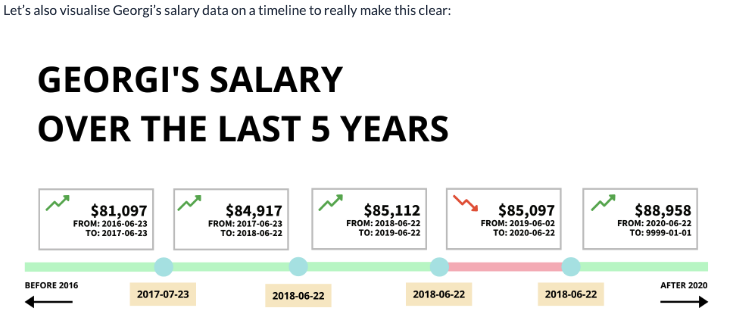 Let's also visualise Georgi's salary data on a timeline to really make this clear:
GEORGI'S SALARY
OVER THE LAST 5 YEARS
$81,097
FROM: 2016-06-23
TO: 2017-06-23
$84,917
FROM: 2017-06-23
TO: 2018-06-22
$85,112
FROM: 2018-06-22
TO: 2019-06-22
$85,097
FROM: 2019-06-02
TO: 2020-06-22
$88,958
FROM: 2020-06-22
TO: 9999-01-01
BEFORE 2016
2017-07-23
2018-06-22
2018-06-22
2018-06-22
AFTER 2020